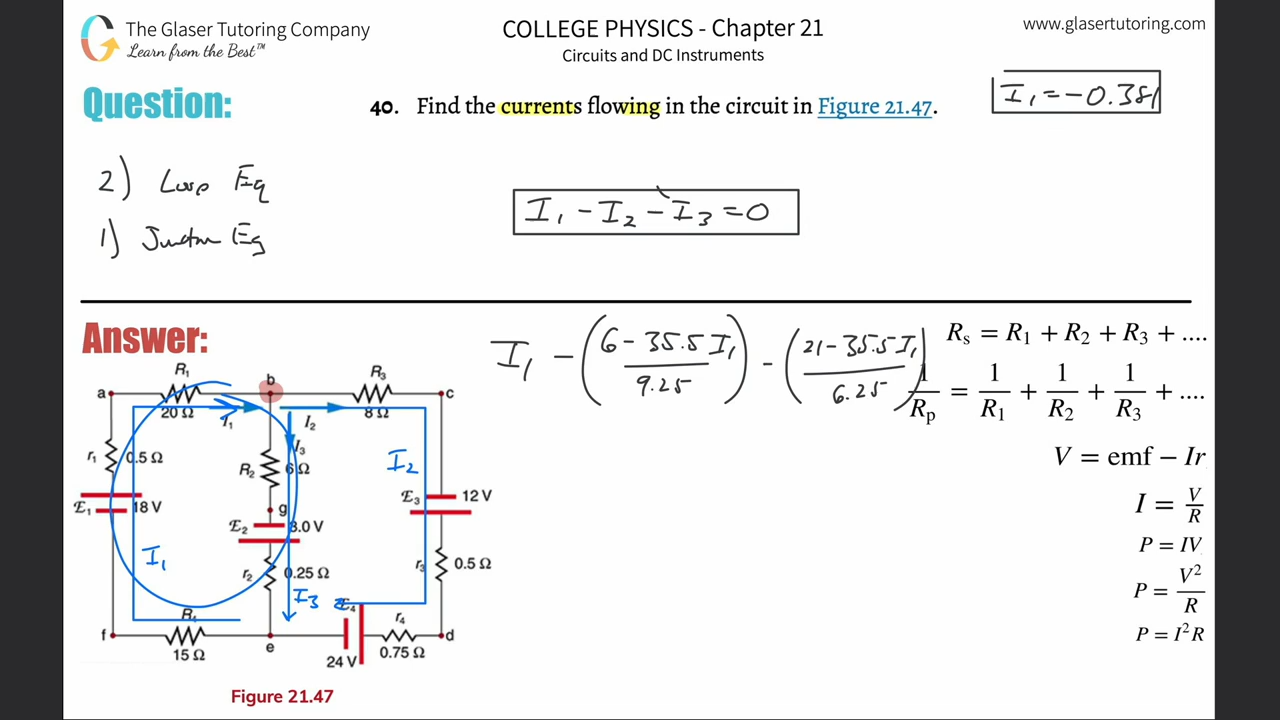 The Glaser Tutoring Company
Learn from the Best™
COLLEGE PHYSICS - Chapter 21
Circuits and DC Instruments
www.glasertutoring.com
Question:
40. Find the currents flowing in the circuit in Figure 21.47.
I₁ = -0.381
2) Loop Eq
1) Junction Eq
I₁ - I₂ - I₃ = 0
Answer:
I₁ - (6 - 35.5 I₁ / 9.25) - (21 - 35.5 I₁ / 6.25)
Rs = R1 + R2 + R3 + ....
1/Rp = 1/R1 + 1/R2 + 1/R3 + ....
V = emf − Ir
I = V/R
P = IV
P = V²/R
P = I²R
a
R₁
20 Ω
b
R₃
8 Ω
c
I₁
I₂
I₃
r₁
0.5 Ω
R₂
6 Ω
I₂
ℰ₁
18 V
g
ℰ₂
3.0 V
ℰ₃
12 V
I₁
r₂
0.25 Ω
r₃
0.5 Ω
I₃
ℰ₄
f
15 Ω
e
24 V
r₄
0.75 Ω
d
Figure 21.47